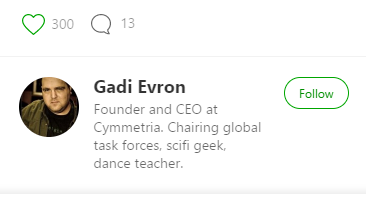 300 13
Gadi Evron
Follow
Founder and CEO at
Cymmetria. Chairing global
task forces, scifi geek,
dance teacher.